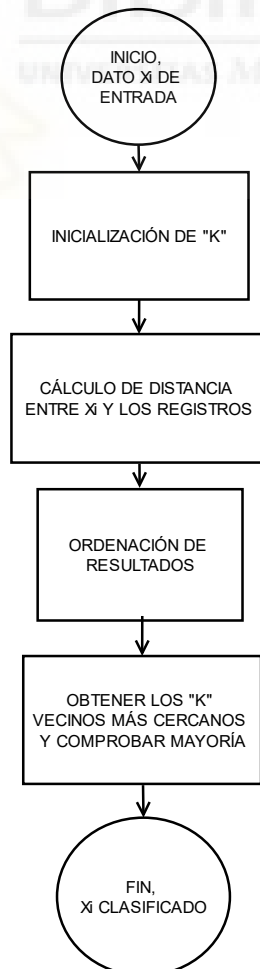 INICIO,
DATO Xi DE
ENTRADA
INICIALIZACIÓN DE "K"
CÁLCULO DE DISTANCIA
ENTRE Xi Y LOS REGISTROS
ORDENACIÓN DE
RESULTADOS
OBTENER LOS "K"
VECINOS MÁS CERCANOS
Y COMPROBAR MAYORÍA
FIN,
Xi CLASIFICADO